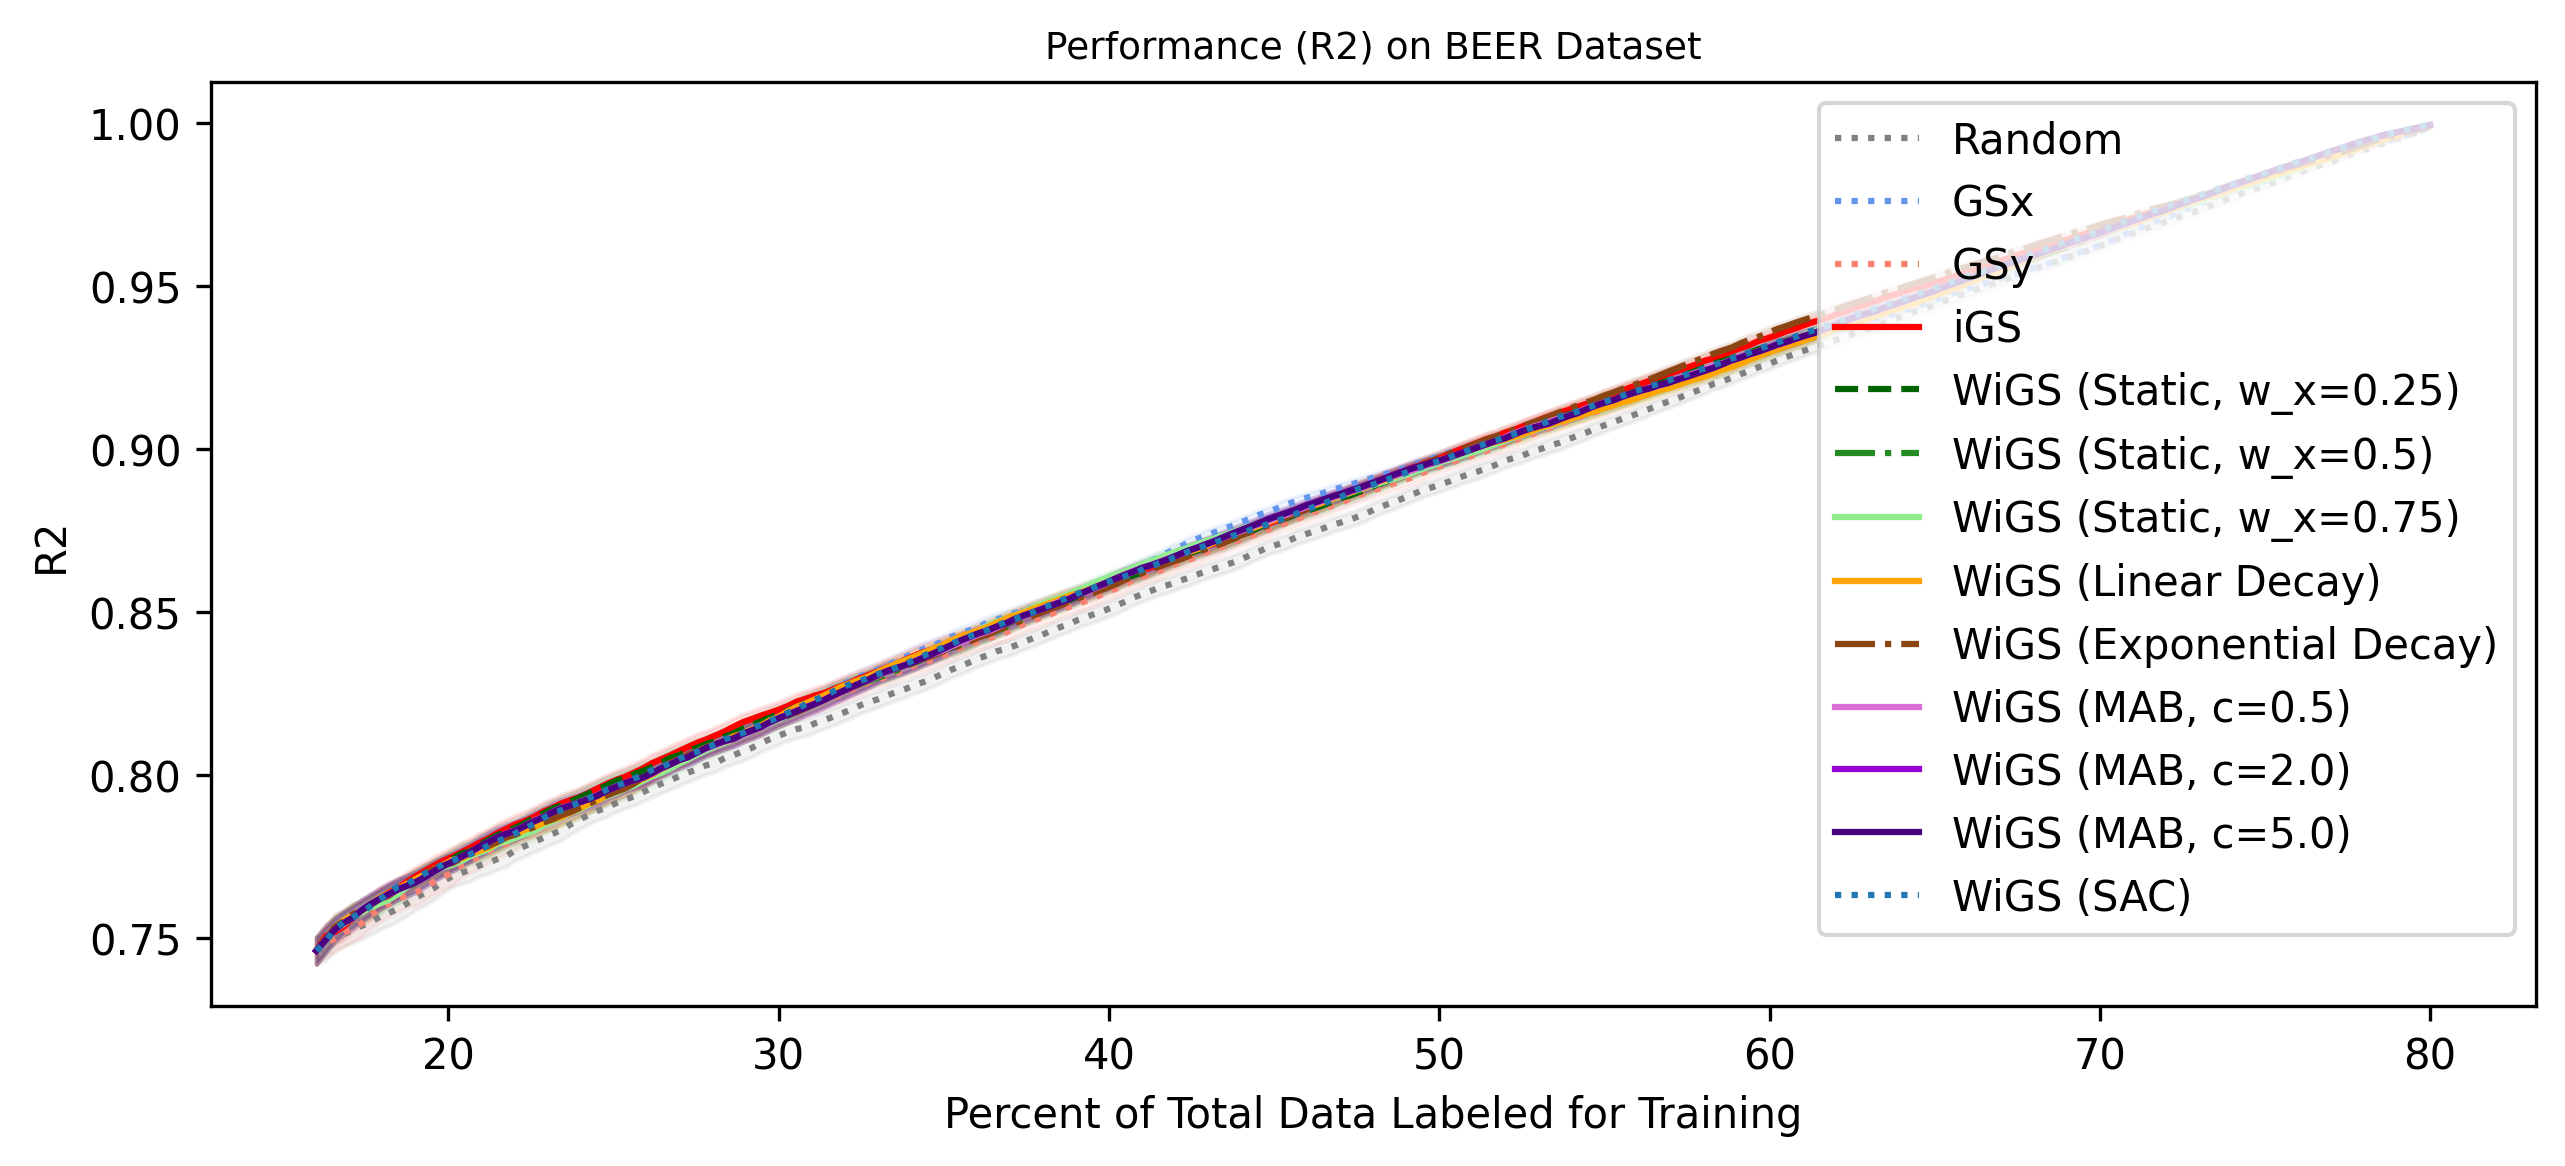 Performance (R2) on BEER Dataset
1.00
0.95
0.90
0.85
0.80
0.75
R2
20 30 40 50 60 70 80
Percent of Total Data Labeled for Training
Random
GSx
GSy
iGS
WiGS (Static, w_x=0.25)
WiGS (Static, w_x=0.5)
WiGS (Static, w_x=0.75)
WiGS (Linear Decay)
WiGS (Exponential Decay)
WiGS (MAB, c=0.5)
WiGS (MAB, c=2.0)
WiGS (MAB, c=5.0)
WiGS (SAC)